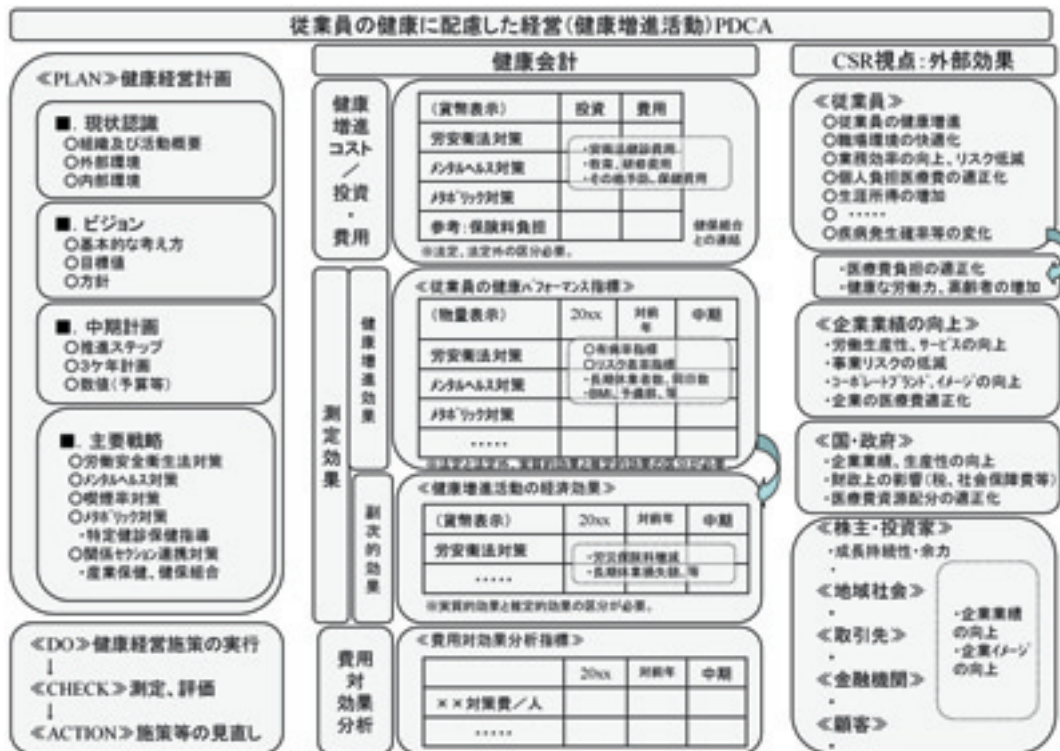 従業員の健康に配慮した経営(健康増進活動)PDCA
≪PLAN≫健康経営計画
■. 現状認識
○組織及び活動概要
○外部環境
○内部環境
■. ビジョン
○基本的な考え方
○目標値
○方針
■. 中期計画
○推進ステップ
○3ケ年計画
○数値(予算等)
■. 主要戦略
○労働安全衛生法対策
○メンタルヘルス対策
○喫煙率対策
○メタボリック対策
・特定健診保健指導
○関係セクション連携対策
・産業保健、健保組合
≪DO≫健康経営施策の実行
↓
≪CHECK≫測定、評価
↓
≪ACTION≫施策等の見直し
健康会計
健康増進コスト/投資・費用
(貨幣表示) 投資 費用
労安衛法対策
メンタルヘルス対策
メタボリック対策
参考:保険料負担
・安衛法健診費用
・教育、研修費用
・その他予防、保健費用
健保組合
との連結
※法定、法定外の区分必要。
測定効果
健康増進効果
≪従業員の健康パフォーマンス指標≫
(物量表示) 20xx 対前年 中期
労安衛法対策
メンタルヘルス対策
メタボリック対策
・・・・・
○有病率指標
○リスク表率指標
・長期休業者数、同日数
・BMI、予備群、等
※法定と法定外、実質的効果と推定的効果の区分が必要。
副次的効果
≪健康増進活動の経済効果≫
(貨幣表示) 20xx 対前年 中期
労安衛法対策
・・・・・
・労災保険料増減
・長期休業損失額、等
※実質的効果と推定的効果の区分が必要。
費用対効果分析
≪費用対効果分析指標≫
20xx 対前年 中期
××対策費/人
・・・・・
CSR視点:外部効果
≪従業員≫
○従業員の健康増進
○職場環境の快適化
○業務効率の向上、リスク低減
○個人負担医療費の適正化
○生涯所得の増加
○ ・・・・・
○疾病発生確率等の変化
・医療費負担の適正化
・健康な労働力、高齢者の増加
≪企業業績の向上≫
・労働生産性、サービスの向上
・事業リスクの低減
・コーポレートブランド、イメージの向上
・企業の医療費適正化
≪国・政府≫
・企業業績、生産性の向上
・財政上の影響(税、社会保障費等)
・医療費資源配分の適正化
≪株主・投資家≫
・成長持続性・余力
・
≪地域社会≫
・
≪取引先≫
・
≪金融機関≫
・
≪顧客≫
・
・企業業績
の向上
・企業イメージ
の向上